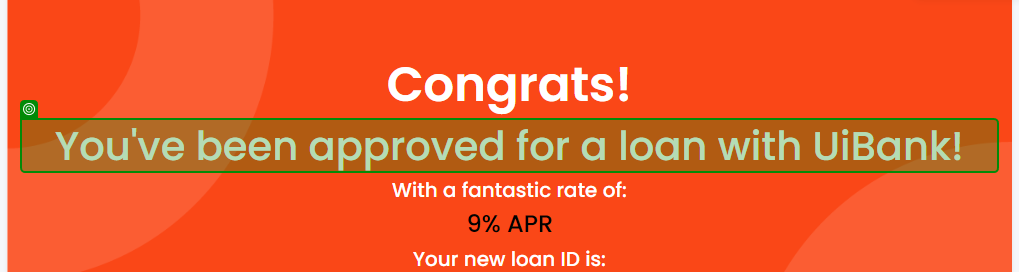 Congrats!
You've been approved for a loan with UiBank!
With a fantastic rate of:
9% APR
Your new loan ID is: